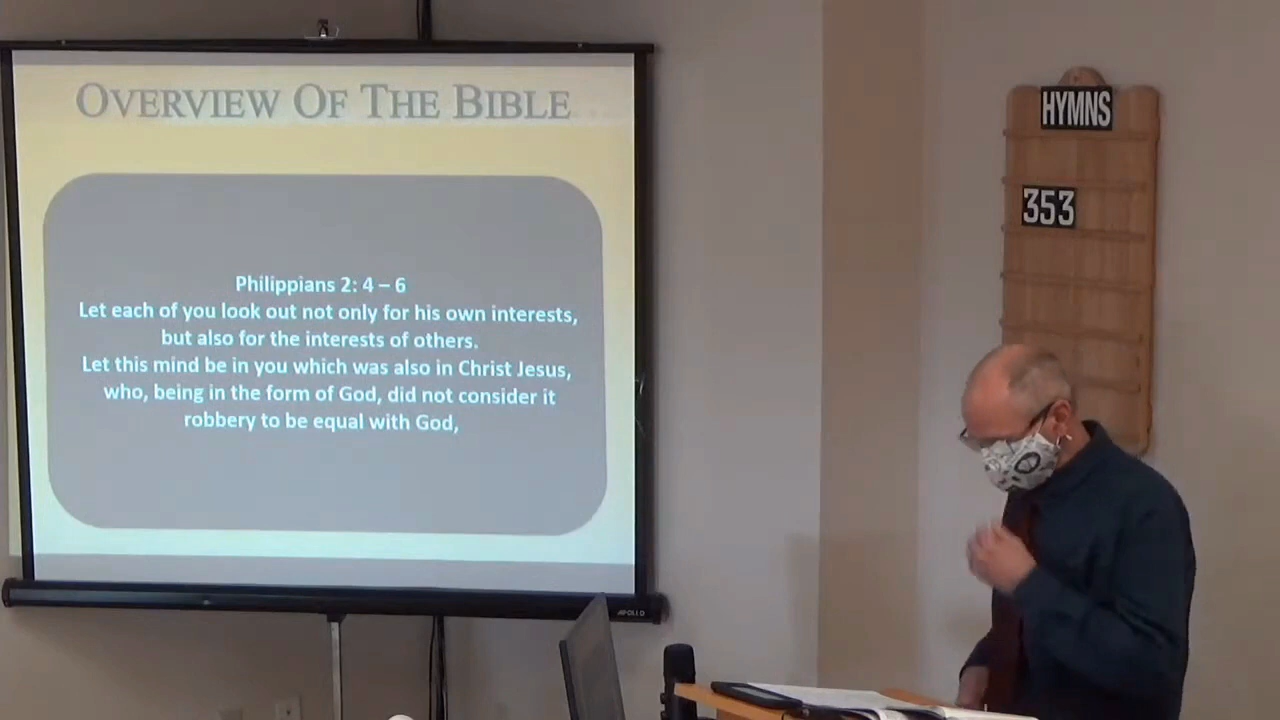 OVERVIEW OF THE BIBLE
Philippians 2: 4 – 6
Let each of you look out not only for his own interests,
but also for the interests of others.
Let this mind be in you which was also in Christ Jesus,
who, being in the form of God, did not consider it
robbery to be equal with God,
APOLLO
HYMNS
353